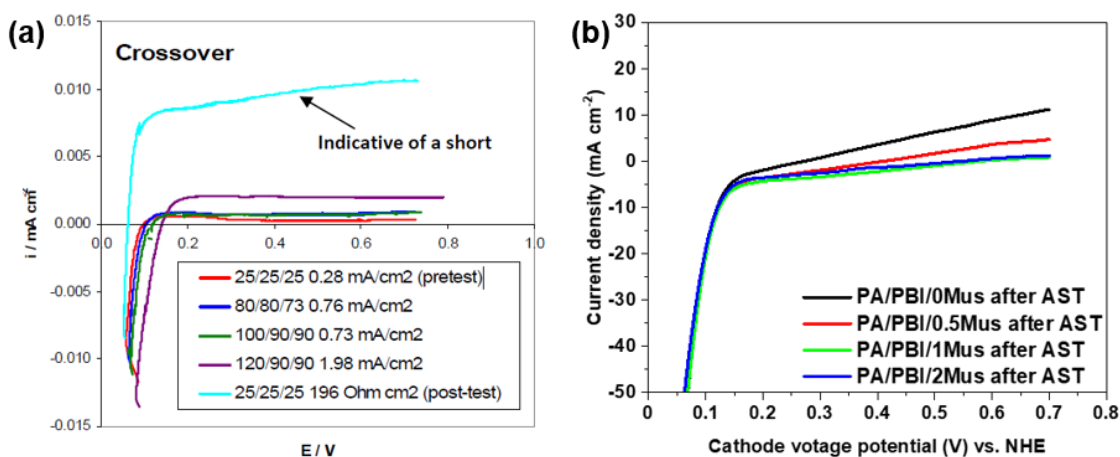 (a)
0.015
0.010
0.005
0.000
-0.005
-0.010
-0.015
i / mA cm²
Crossover
Indicative of a short
0.0
0.2
0.4
0.6
0.8
1.0
25/25/25 0.28 mA/cm2 (pretest)
80/80/73 0.76 mA/cm2
100/90/90 0.73 mA/cm2
120/90/90 1.98 mA/cm2
25/25/25 196 Ohm cm2 (post-test)
E / V
(b)
30
20
10
0
-10
-20
-30
-40
-50
Current density (mA cm⁻²)
PA/PBI/0Mus after AST
PA/PBI/0.5Mus after AST
PA/PBI/1Mus after AST
PA/PBI/2Mus after AST
0
0.1
0.2
0.3
0.4
0.5
0.6
0.7
0.8
Cathode votage potential (V) vs. NHE